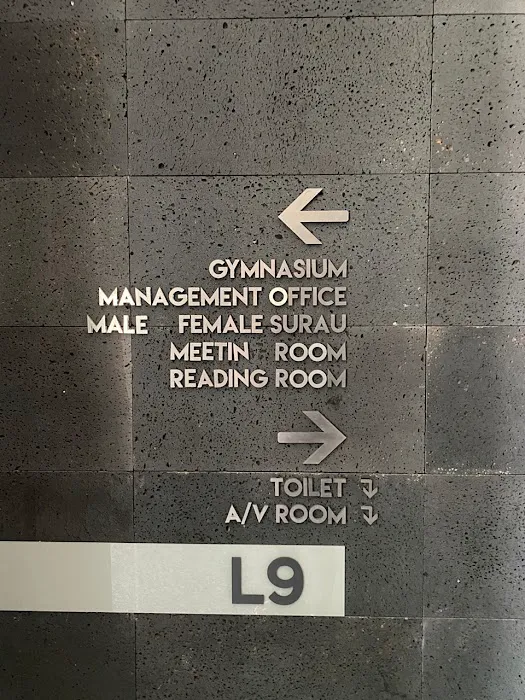 GYMNASIUM
MANAGEMENT OFFICE
MALE FEMALE SURAU
MEETIN ROOM
READING ROOM
TOILET
A/V ROOM
L9